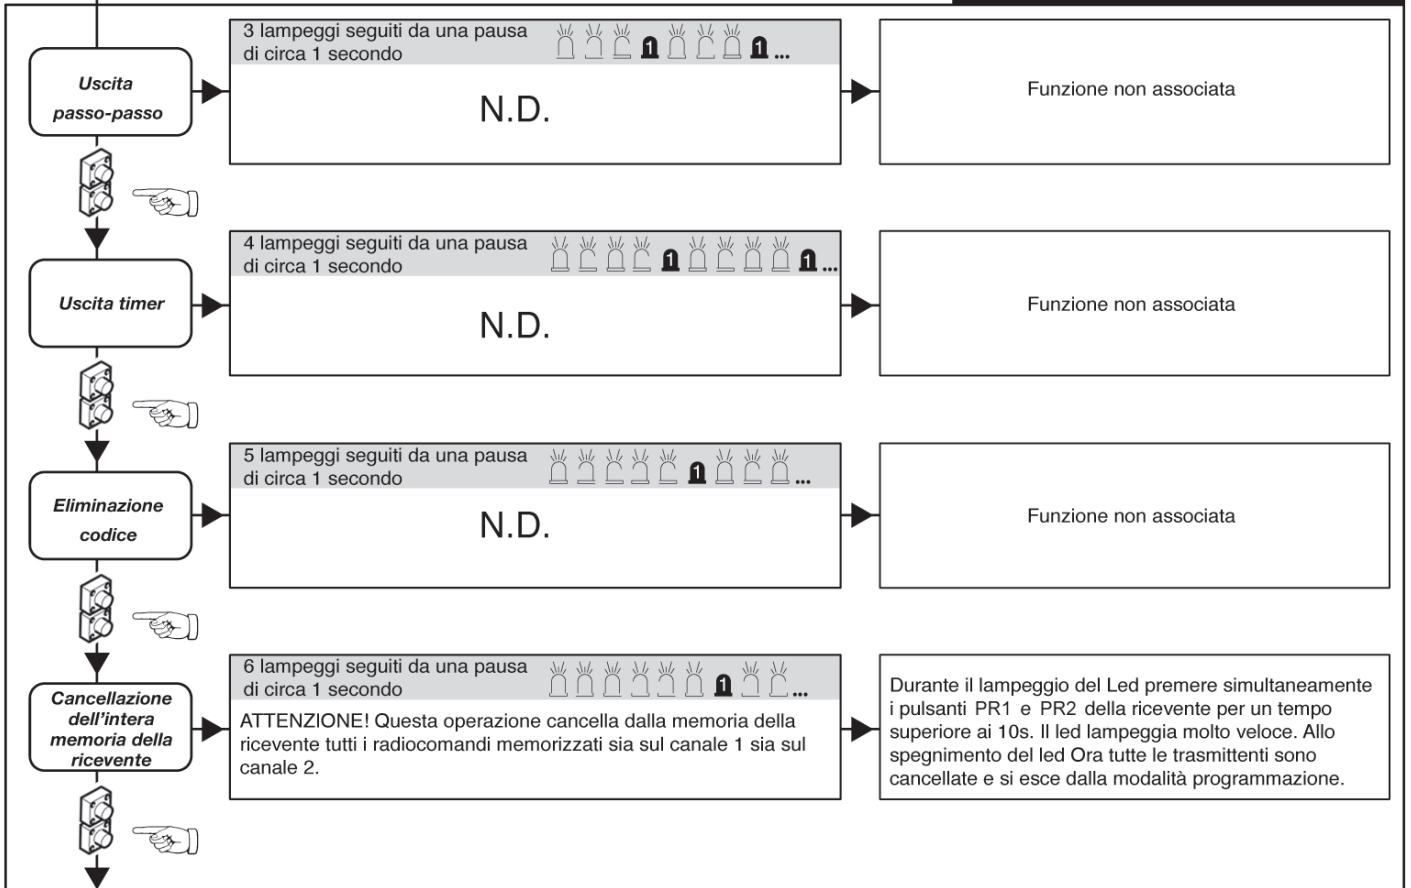 Uscita
passo-passo
3 lampeggi seguiti da una pausa
di circa 1 secondo
1 1 ...
N.D.
Funzione non associata
Uscita timer
4 lampeggi seguiti da una pausa
di circa 1 secondo
1 1 ...
N.D.
Funzione non associata
Eliminazione
codice
5 lampeggi seguiti da una pausa
di circa 1 secondo
1 ...
N.D.
Funzione non associata
Cancellazione
dell'intera
memoria della
ricevente
6 lampeggi seguiti da una pausa
di circa 1 secondo
1 ...
ATTENZIONE! Questa operazione cancella dalla memoria della
ricevente tutti i radiocomandi memorizzati sia sul canale 1 sia sul
canale 2.
Durante il lampeggio del Led premere simultaneamente
i pulsanti PR1 e PR2 della ricevente per un tempo
superiore ai 10s. Il led lampeggia molto veloce. Allo
spegnimento del led Ora tutte le trasmittenti sono
cancellate e si esce dalla modalità programmazione.